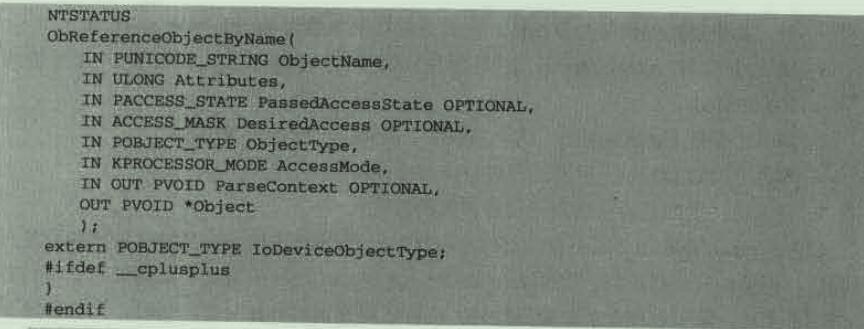 NTSTATUS
ObReferenceObjectByName(
    IN PUNICODE_STRING ObjectName,
    IN ULONG Attributes,
    IN PACCESS_STATE PassedAccessState OPTIONAL,
    IN ACCESS_MASK DesiredAccess OPTIONAL,
    IN POBJECT_TYPE ObjectType,
    IN KPROCESSOR_MODE AccessMode,
    IN OUT PVOID ParseContext OPTIONAL,
    OUT PVOID *Object
    );
extern POBJECT_TYPE IoDeviceObjectType;
#ifdef __cplusplus
}
#endif